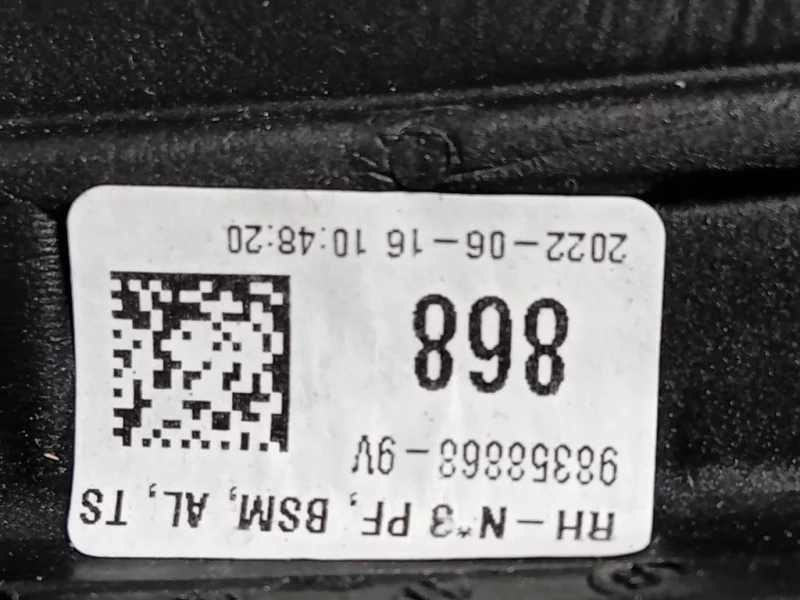 RH-N*3 PF, BSM, AL, TS
98358868-9V
868
2022-06-16 10:48:20